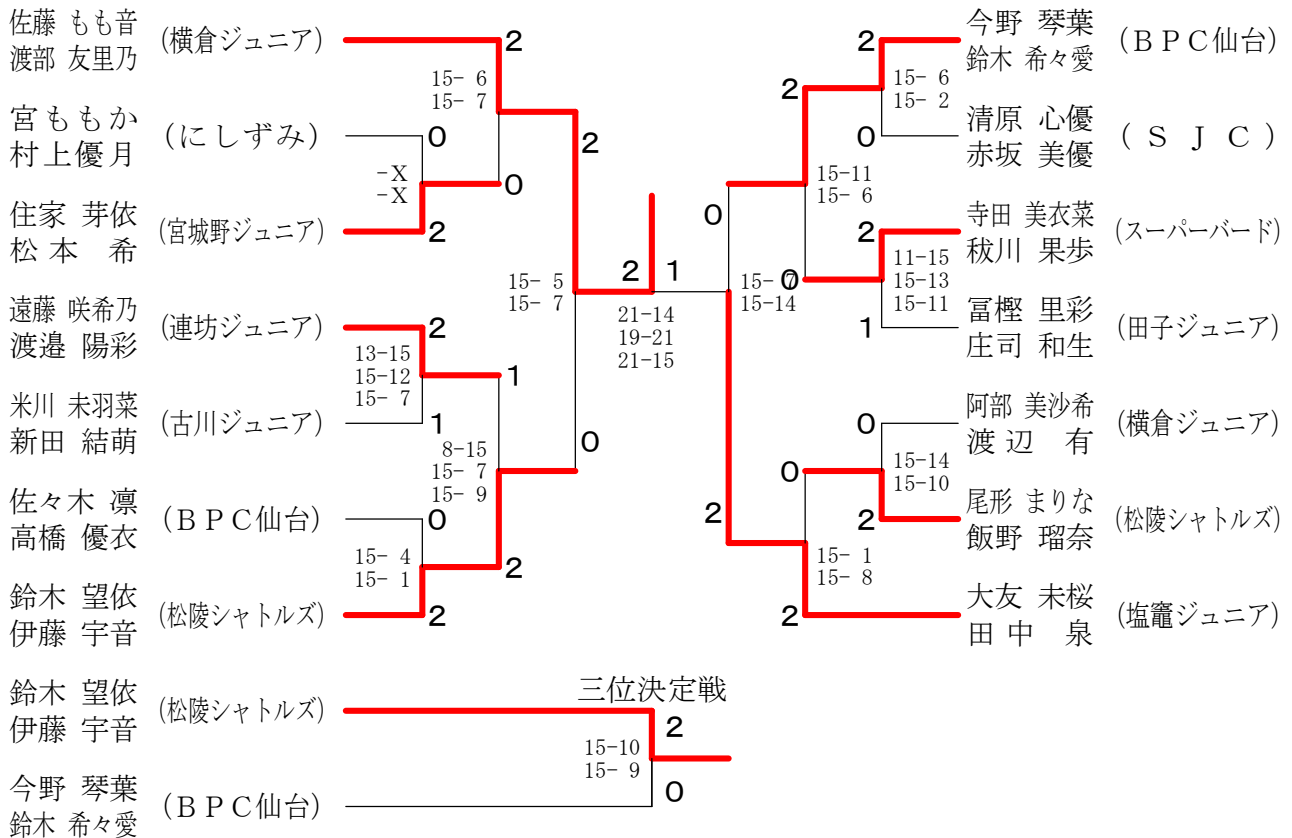 佐藤 もも音
渡部 友里乃
(横倉ジュニア)
2
15- 6
15- 7
宮ももか
村上優月
(にしずみ)
0
-X
-X
0
住家 芽依
松本 希
(宮城野ジュニア)
2
2
15- 5
15- 7
遠藤 咲希乃
渡邉 陽彩
(連坊ジュニア)
2
13-15
15-12
15- 7
1
米川 未羽菜
新田 結萌
(古川ジュニア)
1
8-15
15- 7
15- 9
0
佐々木 凛
高橋 優衣
(BPC仙台)
0
15- 4
15- 1
2
鈴木 望依
伊藤 宇音
(松陵シャトルズ)
2
2
1
21-14
19-21
21-15
今野 琴葉
鈴木 希々愛
(BPC仙台)
2
15- 6
15- 2
2
清原 心優
赤坂 美優
(SJC)
0
15-11
15- 6
0
寺田 美衣菜
秡川 果歩
(スーパーバード)
2
11-15
15-13
15-11
0
15- 7
15-14
冨樫 里彩
庄司 和生
(田子ジュニア)
1
阿部 美沙希
渡辺 有
(横倉ジュニア)
0
15-14
15-10
0
尾形 まりな
飯野 瑠奈
(松陵シャトルズ)
2
2
15- 1
15- 8
大友 未桜
田中 泉
(塩竈ジュニア)
2
三位決定戦
鈴木 望依
伊藤 宇音
(松陵シャトルズ)
2
15-10
15- 9
今野 琴葉
鈴木 希々愛
(BPC仙台)
0